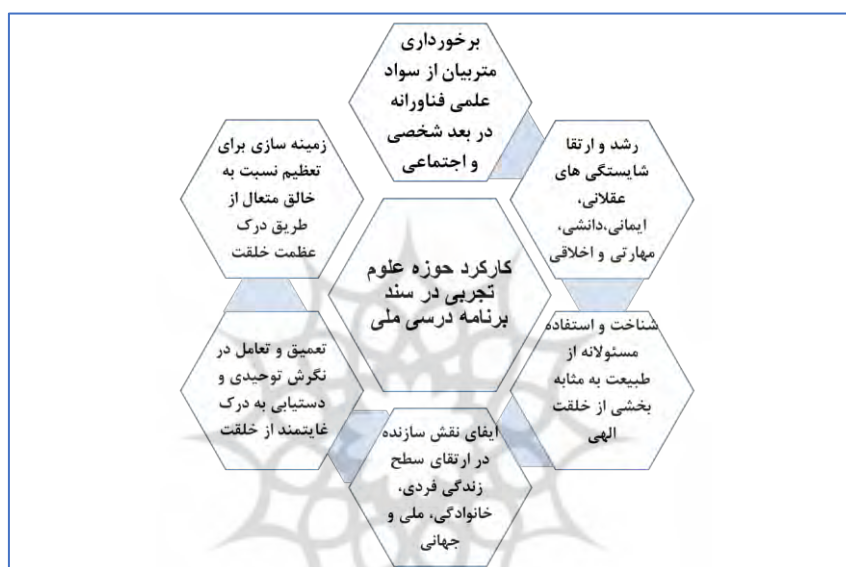 برخورداری
متربیان از سواد
علمی فناورانه
در بعد شخصی
و اجتماعی
رشد و ارتقا
شایستگی های
عقلانی،
ایمانی،دانشی،
مهارتی و اخلاقی
شناخت و استفاده
مسئولانه از
طبیعت به مثابه
بخشی از خلقت
الهی
ایفای نقش سازنده
در ارتقای سطح
زندگی فردی،
خانوادگی، ملی و
جهانی
تعمیق و تعامل در
نگرش توحیدی و
دستیابی به درک
غایتمند از خلقت
زمینه سازی برای
تعظیم نسبت به
خالق متعال از
طریق درک
عظمت خلقت
کارکرد حوزه علوم
تجربی در سند
برنامه درسی ملی